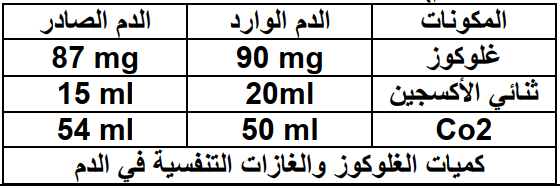 المكونات الدم الوارد الدم الصادر
غلوكوز 90 mg 87 mg
ثنائي الأكسجين 20ml 15 ml
Co2 50 ml 54 ml
كميات الغلوكوز والغازات التنفسية في الدم